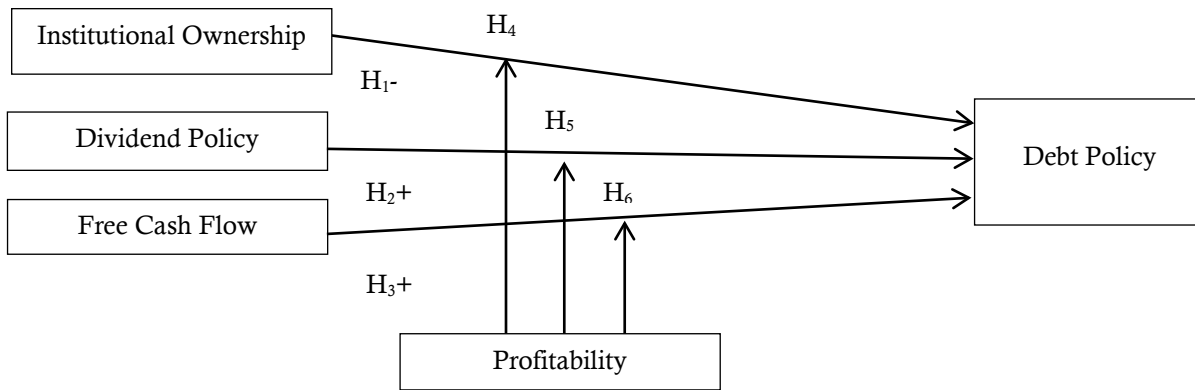 Institutional Ownership
H₄
H₁-
Dividend Policy
H₅
Debt Policy
H₂+
H₆
Free Cash Flow
H₃+
Profitability